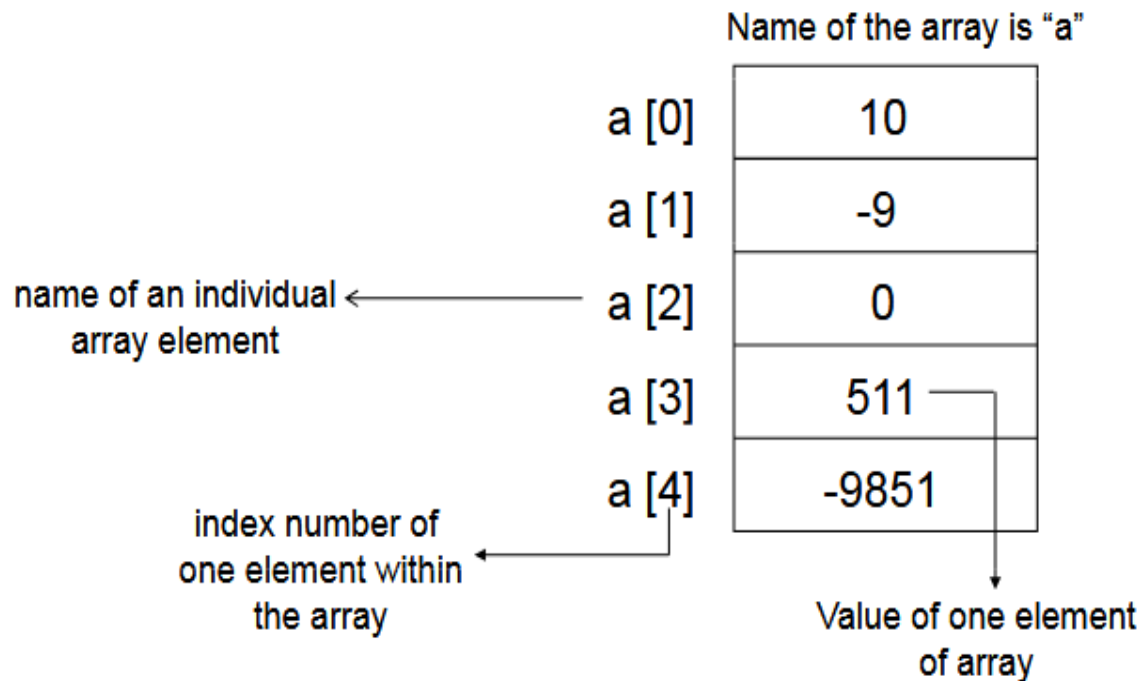 Name of the array is “a”
a [0] 10
a [1] -9
name of an individual
array element
a [2] 0
a [3] 511
a [4] -9851
index number of
one element within
the array
Value of one element
of array